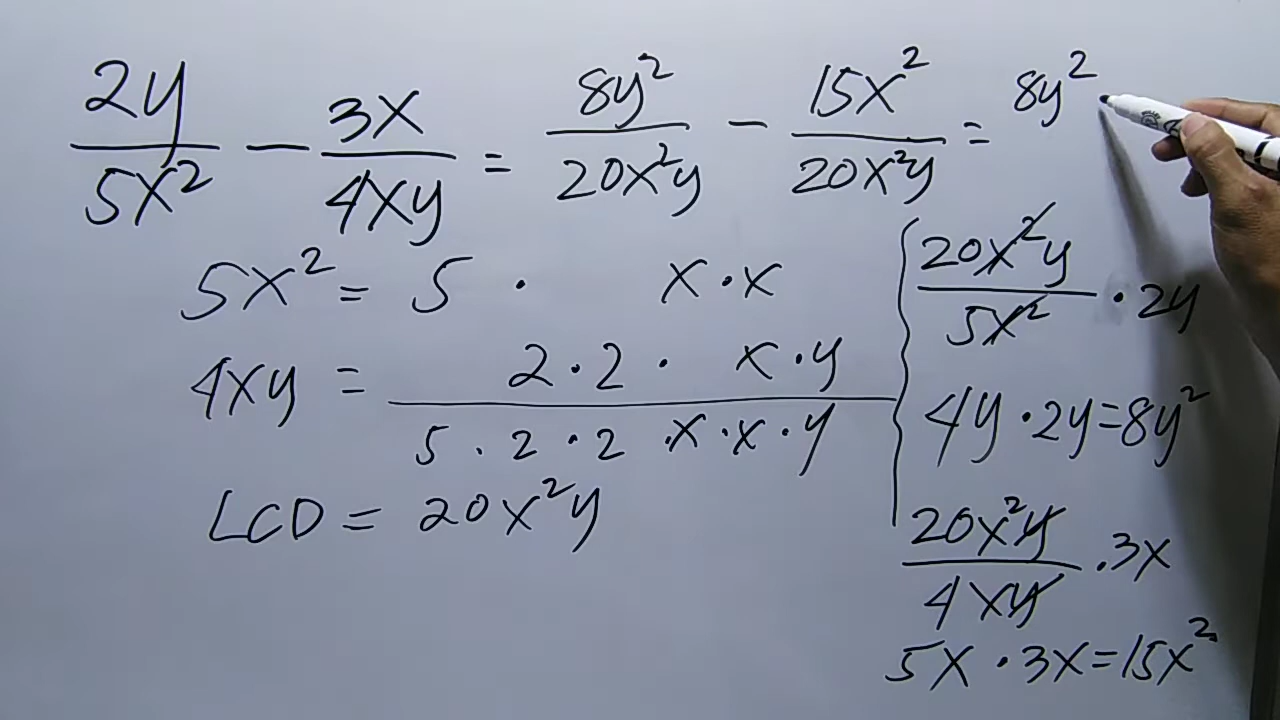 2y/5x² − 3x/4xy = 8y²/20x²y − 15x²/20x²y = 8y²
5x² = 5 · x · x
4xy = 2 · 2 · x · y
5 · 2 · 2 · x · x · y
LCD = 20x²y
20x²y/5x² · 2y
4y · 2y = 8y²
20x²y/4xy · 3x
5x · 3x = 15x²